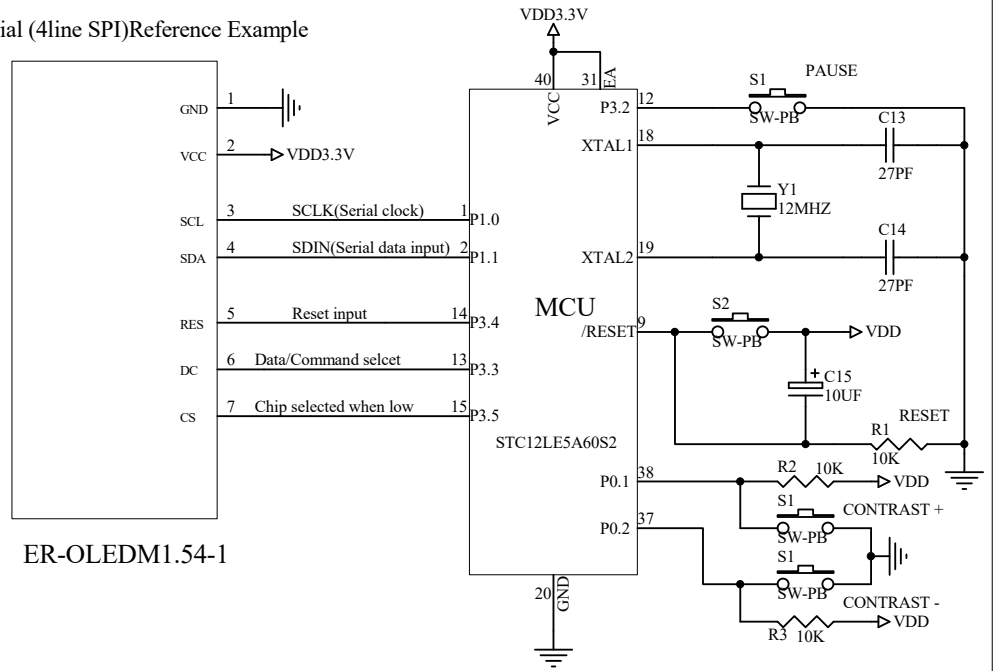 ial (4line SPI)Reference Example
VDD3.3V
40
31
EA
VCC
GND
1
VCC
2
VDD3.3V
SCL
3
SCLK(Serial clock)
1
P1.0
SDA
4
SDIN(Serial data input)
2
P1.1
RES
5
Reset input
14
P3.4
DC
6
Data/Command selcet
13
P3.3
CS
7
Chip selected when low
15
P3.5
ER-OLEDM1.54-1
MCU
STC12LE5A60S2
20
GND
P3.2
12
S1
PAUSE
SW-PB
XTAL1
18
C13
27PF
Y1
12MHZ
XTAL2
19
C14
27PF
/RESET
9
S2
SW-PB
VDD
C15
10UF
+
RESET
R1
10K
P0.1
38
R2
10K
VDD
S1
CONTRAST +
SW-PB
P0.2
37
S1
SW-PB
CONTRAST -
R3
10K
VDD